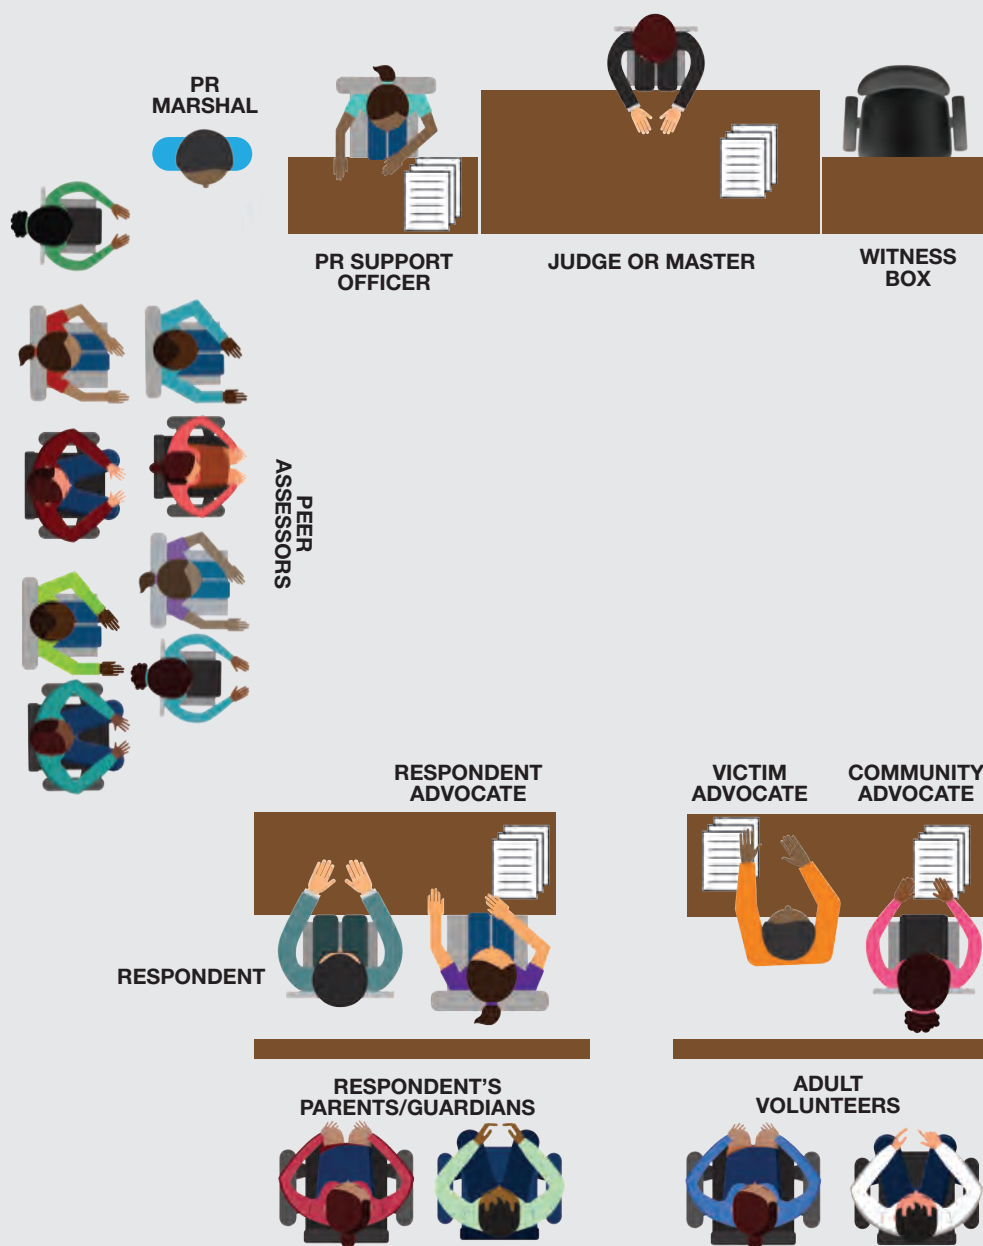 PR
MARSHAL
PR SUPPORT
OFFICER
JUDGE OR MASTER
WITNESS
BOX
PEER
ASSESSORS
RESPONDENT
ADVOCATE
VICTIM
ADVOCATE
COMMUNITY
ADVOCATE
RESPONDENT
RESPONDENT'S
PARENTS/GUARDIANS
ADULT
VOLUNTEERS